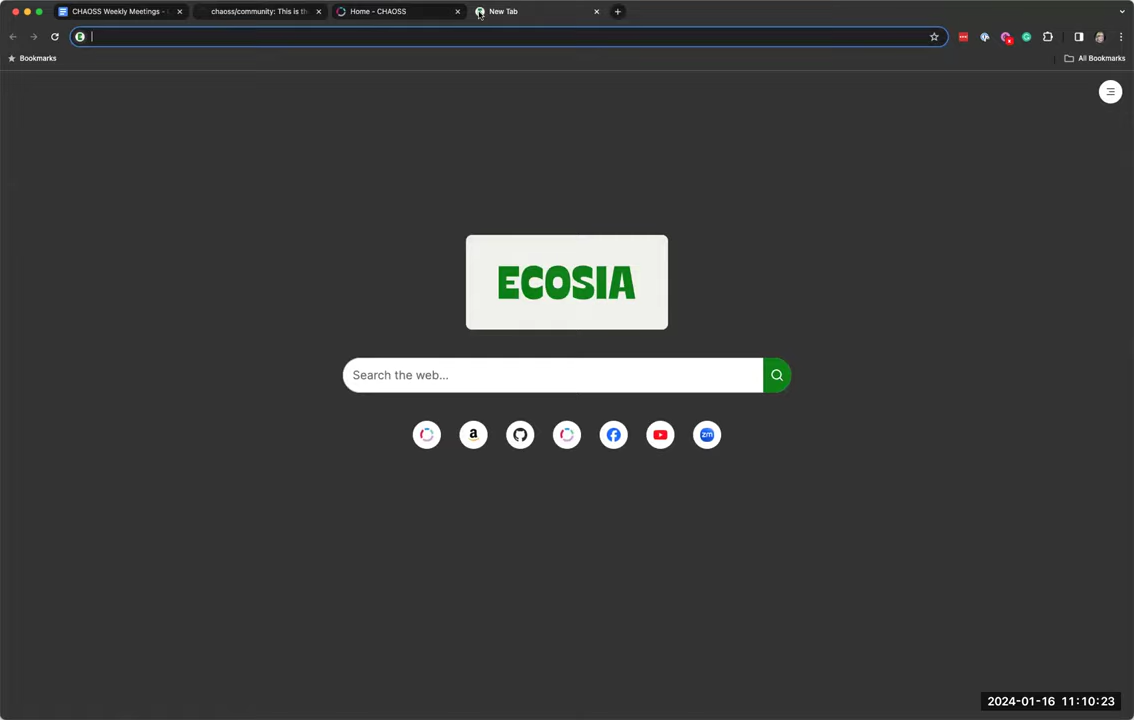 CHAOSS Weekly Meetings -
chaoss/community: This is th
Home - CHAOSS
New Tab
Bookmarks
All Bookmarks
ECOSIA
Search the web...
a
zm
2024-01-16 11:10:23